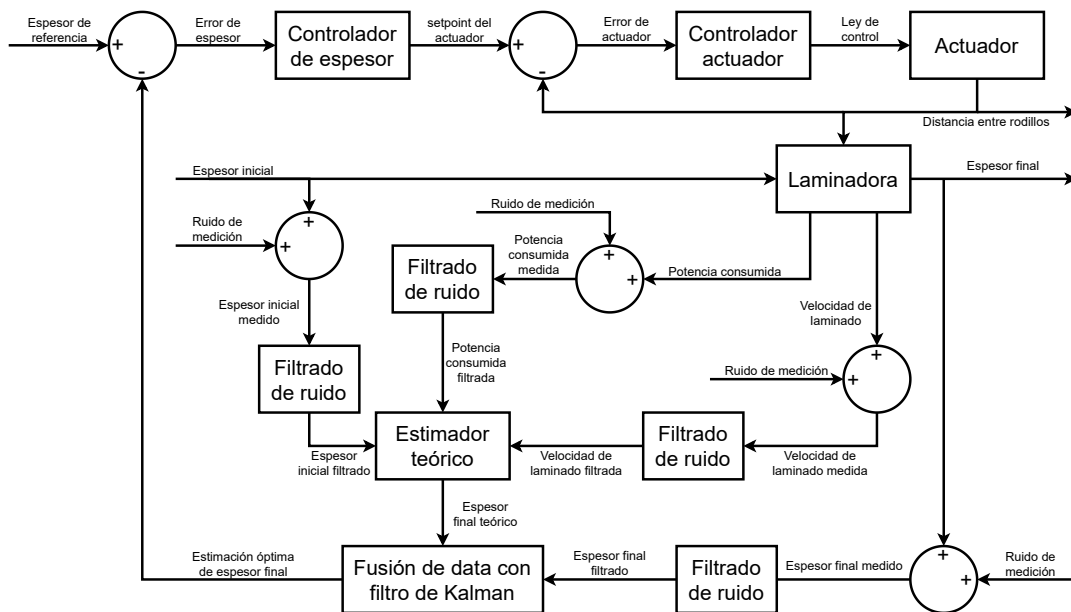 Espesor de
referencia
+
-
Error de
espesor
Controlador
de espesor
setpoint del
actuador
+
-
Error de
actuador
Controlador
actuador
Ley de
control
Actuador
Distancia entre rodillos
Espesor inicial
Laminadora
Espesor final
Ruido de
medición
+
+
Ruido de medición
+
+
Potencia
consumida
medida
Filtrado
de ruido
Potencia consumida
Espesor inicial
medido
Velocidad de
laminado
Filtrado
de ruido
Potencia
consumida
filtrada
Ruido de medición
+
+
Estimador
teórico
Espesor
inicial filtrado
Velocidad de
laminado filtrada
Filtrado
de ruido
Velocidad de
laminado medida
Espesor
final teórico
Estimación óptima
de espesor final
Fusión de data con
filtro de Kalman
Espesor final
filtrado
Filtrado
de ruido
Espesor final medido
+
+
Ruido de
medición